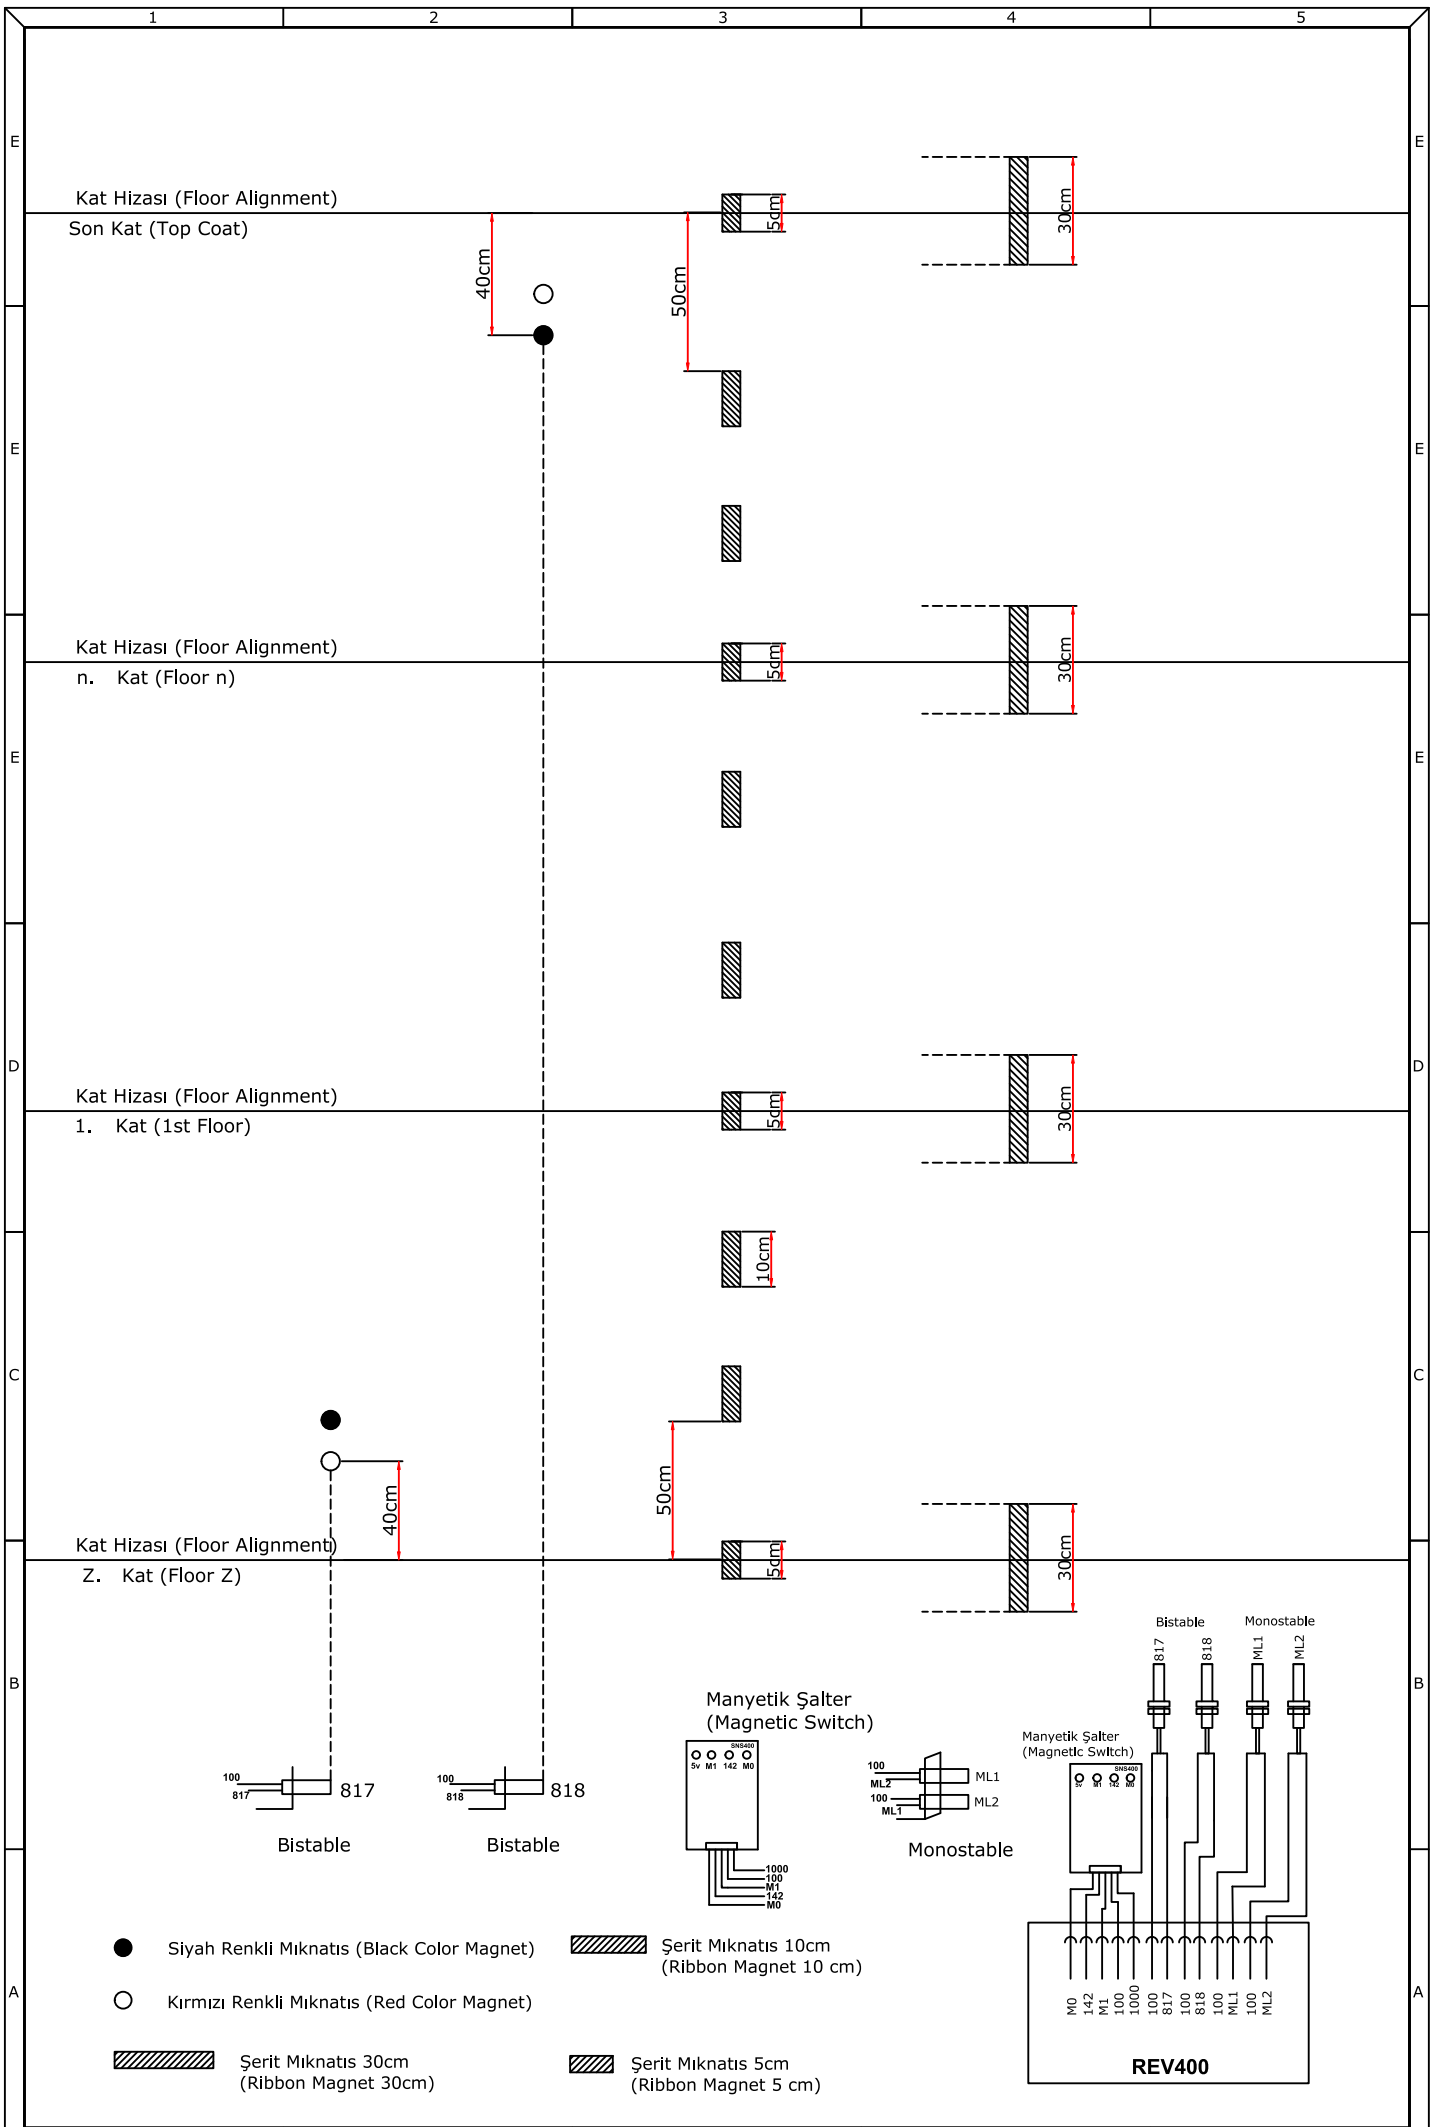 1 2 3 4 5
E E
Kat Hizası (Floor Alignment)
Son Kat (Top Coat)
5cm
30cm
40cm
50cm
E E
Kat Hizası (Floor Alignment)
n. Kat (Floor n)
5cm
30cm
E E
D D
Kat Hizası (Floor Alignment)
1. Kat (1st Floor)
5cm
30cm
10cm
C C
50cm
40cm
Kat Hizası (Floor Alignment)
Z. Kat (Floor Z)
5cm
30cm
B B
100
817
817
Bistable
100
818
818
Bistable
Manyetik Şalter
(Magnetic Switch)
SNS400
5v M1 142 M0
1000
100
M1
142
M0
100
ML2
ML1
100
ML1
ML2
Monostable
Bistable Monostable
817 818 ML1 ML2
Manyetik Şalter
(Magnetic Switch)
SNS400
5v M1 142 M0
M0 142 M1 100 1000 100 817 100 818 100 ML1 100 ML2
REV400
A A
Siyah Renkli Mıknatıs (Black Color Magnet)
Şerit Mıknatıs 10cm
(Ribbon Magnet 10 cm)
Kırmızı Renkli Mıknatıs (Red Color Magnet)
Şerit Mıknatıs 30cm
(Ribbon Magnet 30cm)
Şerit Mıknatıs 5cm
(Ribbon Magnet 5 cm)